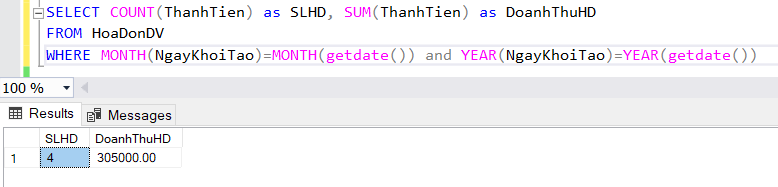 SELECT COUNT(ThanhTien) as SLHD, SUM(ThanhTien) as DoanhThuHD
FROM HoaDonDV
WHERE MONTH(NgayKhoiTao)=MONTH(getdate()) and YEAR(NgayKhoiTao)=YEAR(getdate())
100 %
Results Messages
SLHD DoanhThuHD
1 4 305000.00